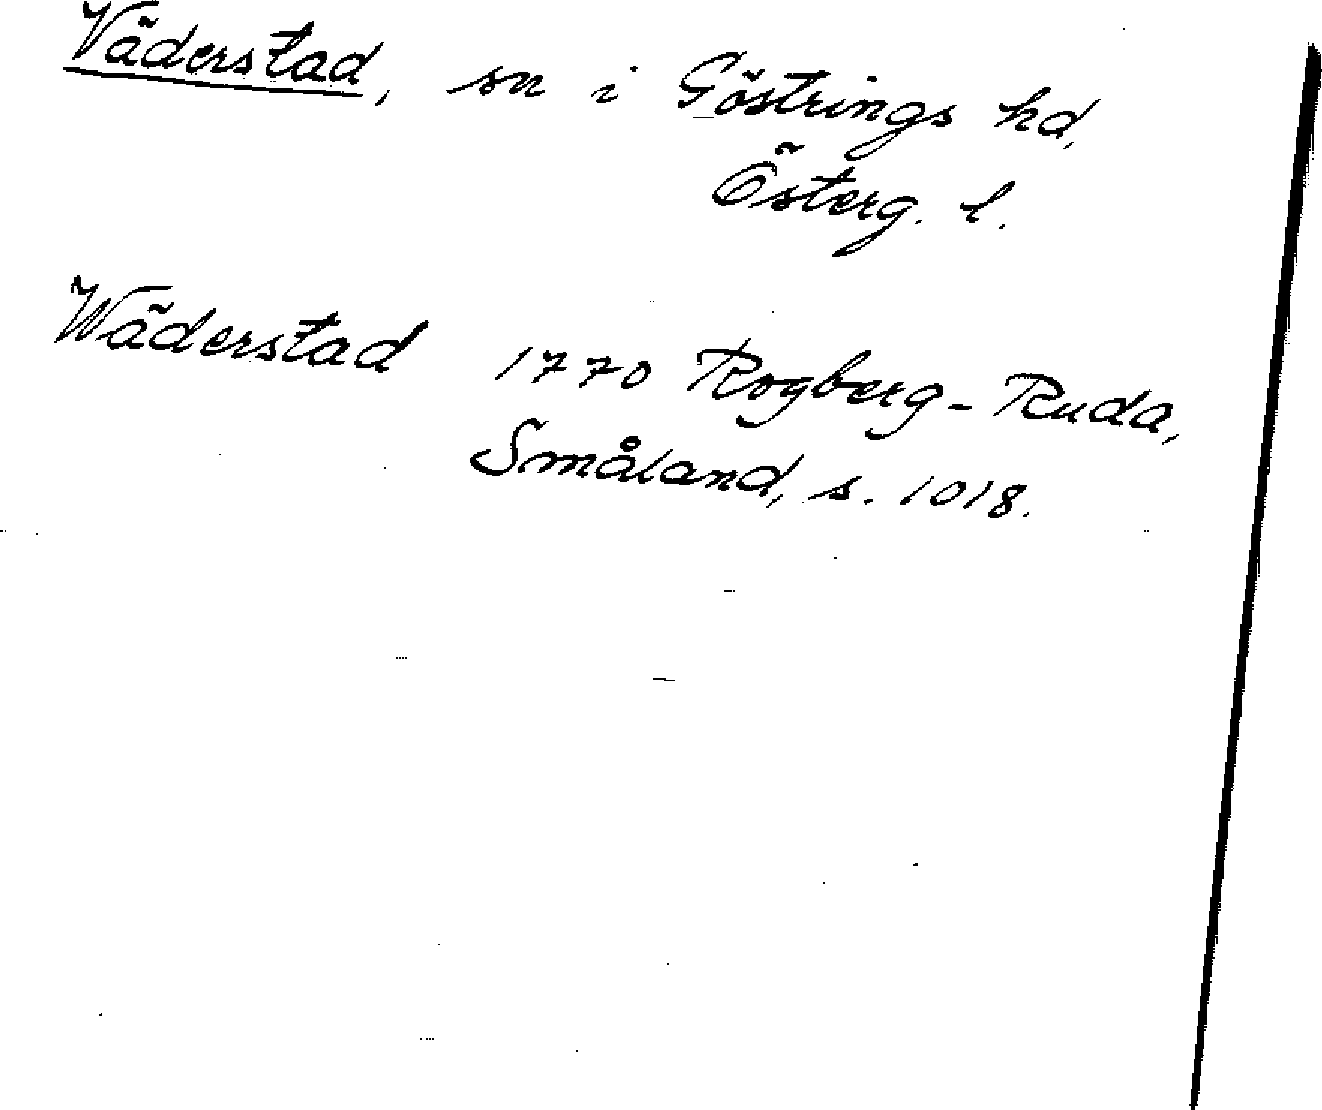 Väderstad, sn i Göstrings hd,
Österg. l.
Wäderstad 1770 Rogberg-Ruda,
Småland, s. 1018.